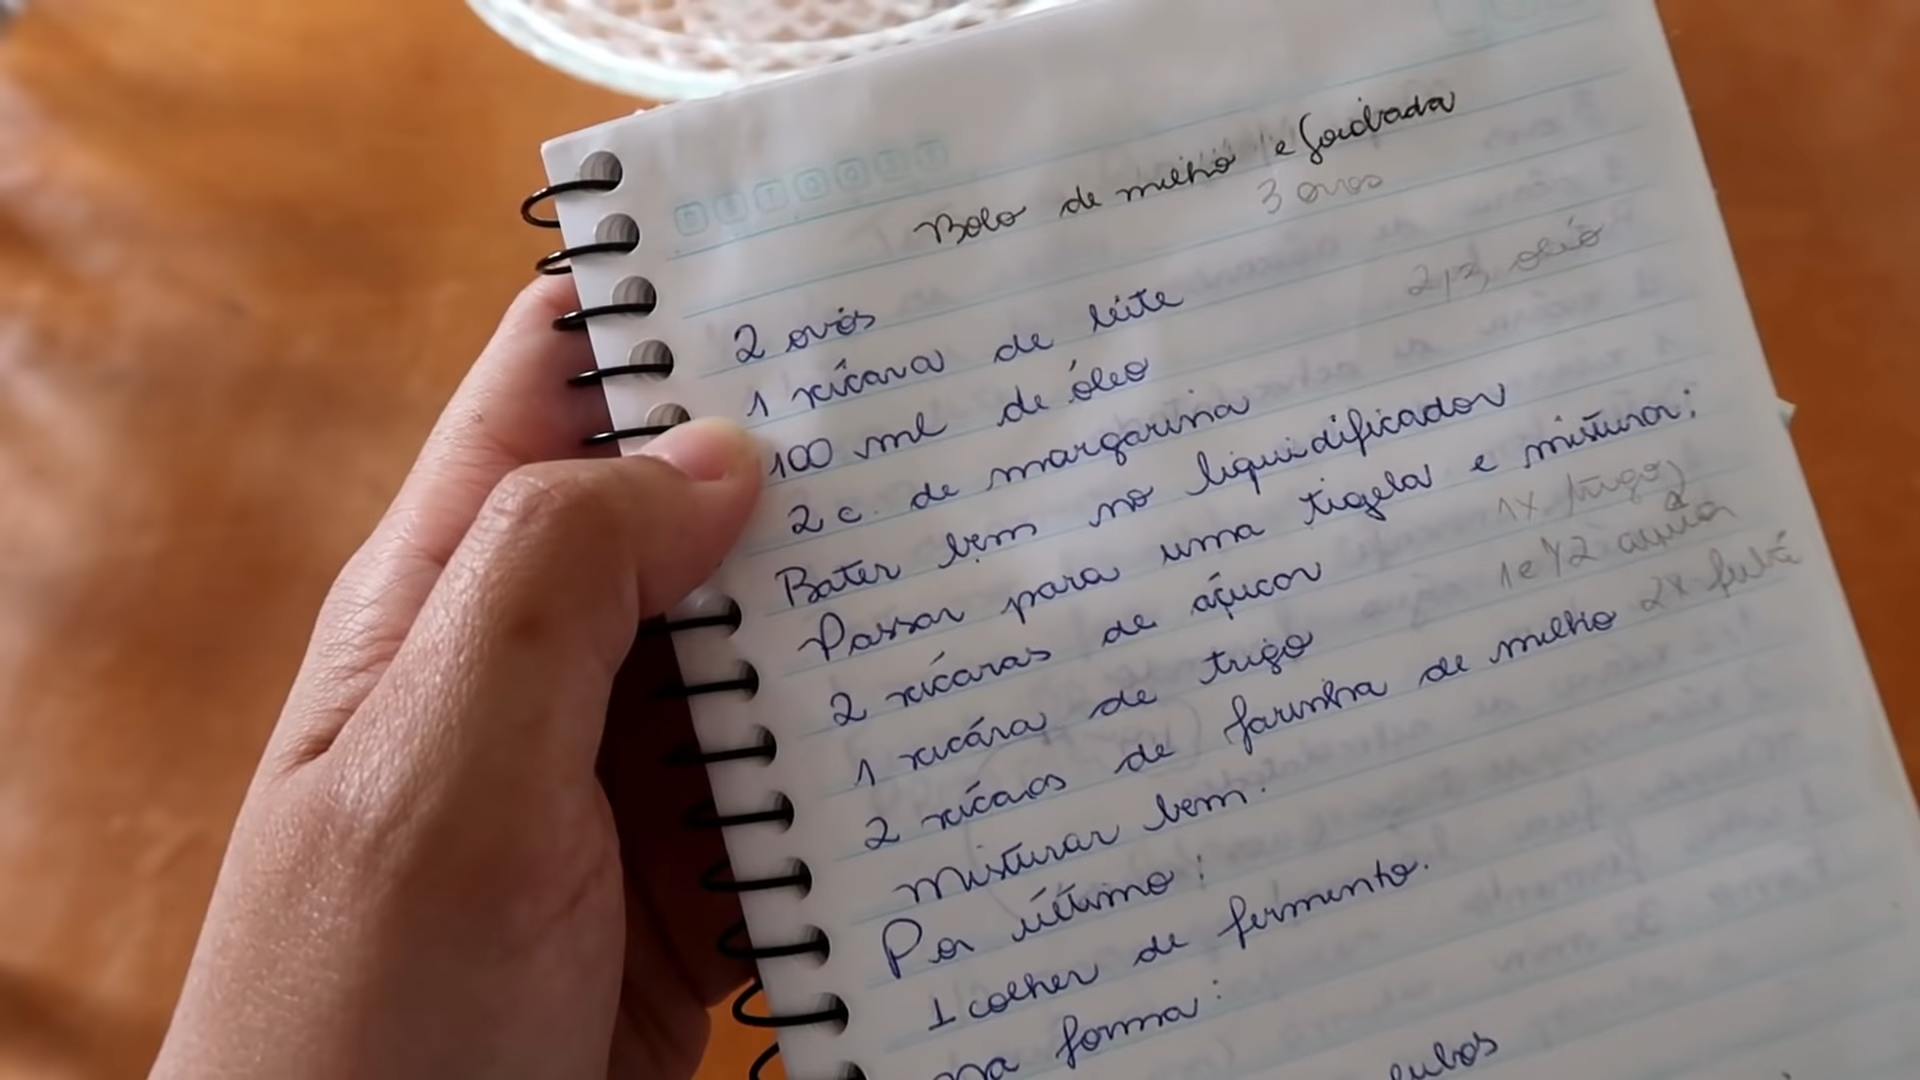 Bolo de milho e Goiabada
3 ovos
2 ovos
2/3 oléo
1 xícara de leite
100 ml de óleo
2 c. de margarina
Bater bem no liquidificador
Passar para uma tigela e misturar:
1x trigo
2 xícaras de açúcar
1 e 1/2 açúcar
1 xicára de trigo
2 xícaras de farinha de milho 2x fubá
misturar bem.
Por último:
1 colher de fermento.
na forma:
cubos